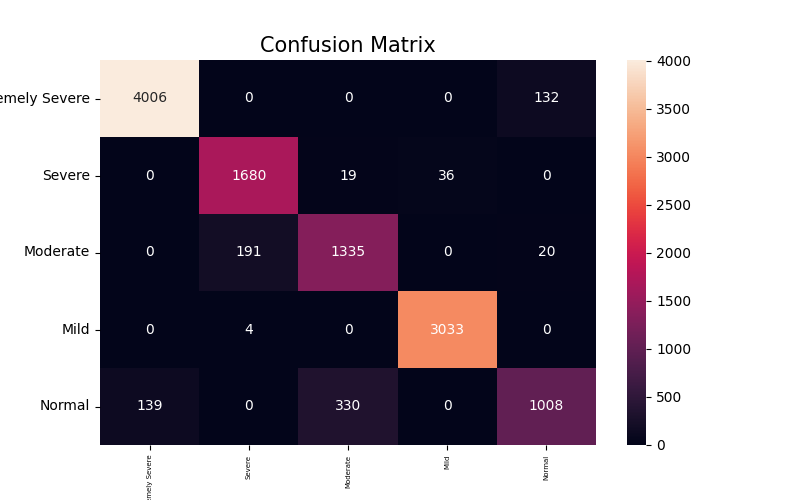 Confusion Matrix
emely Severe 4006 0 0 0 132
Severe 0 1680 19 36 0
Moderate 0 191 1335 0 20
Mild 0 4 0 3033 0
Normal 139 0 330 0 1008
emely Severe Severe Moderate Mild Normal
4000
3500
3000
2500
2000
1500
1000
500
0